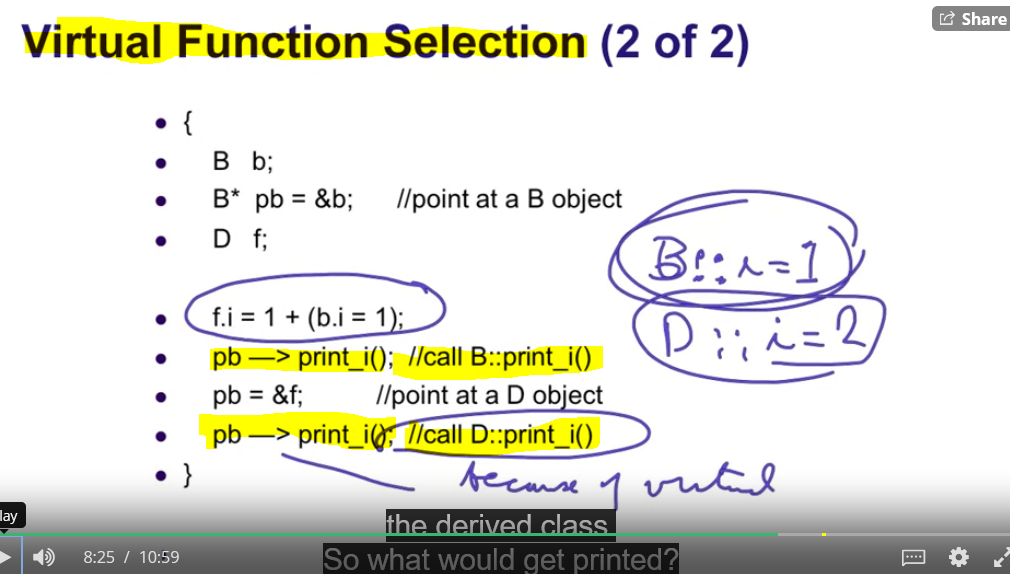 Share
Virtual Function Selection (2 of 2)
• {
• B b;
• B* pb = &b; //point at a B object
• D f;
B::i=1
• f.i = 1 + (b.i = 1);
D::i=2
• pb —> print_i(); //call B::print_i()
• pb = &f; //point at a D object
• pb —> print_i(); //call D::print_i()
• }
because of virtual
lay
the derived class
So what would get printed?
8:25 / 10:59